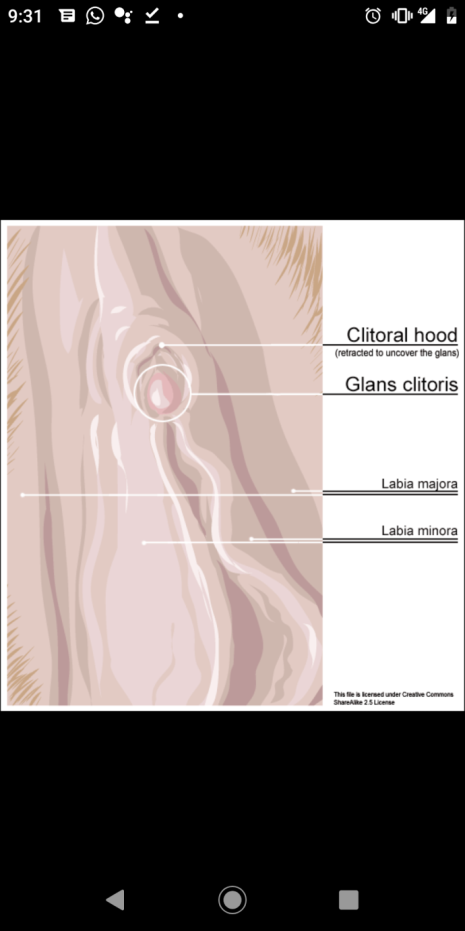 9:31
4G
Clitoral hood
(retracted to uncover the glans)
Glans clitoris
Labia majora
Labia minora
This file is licensed under Creative Commons
ShareAlike 2.5 License